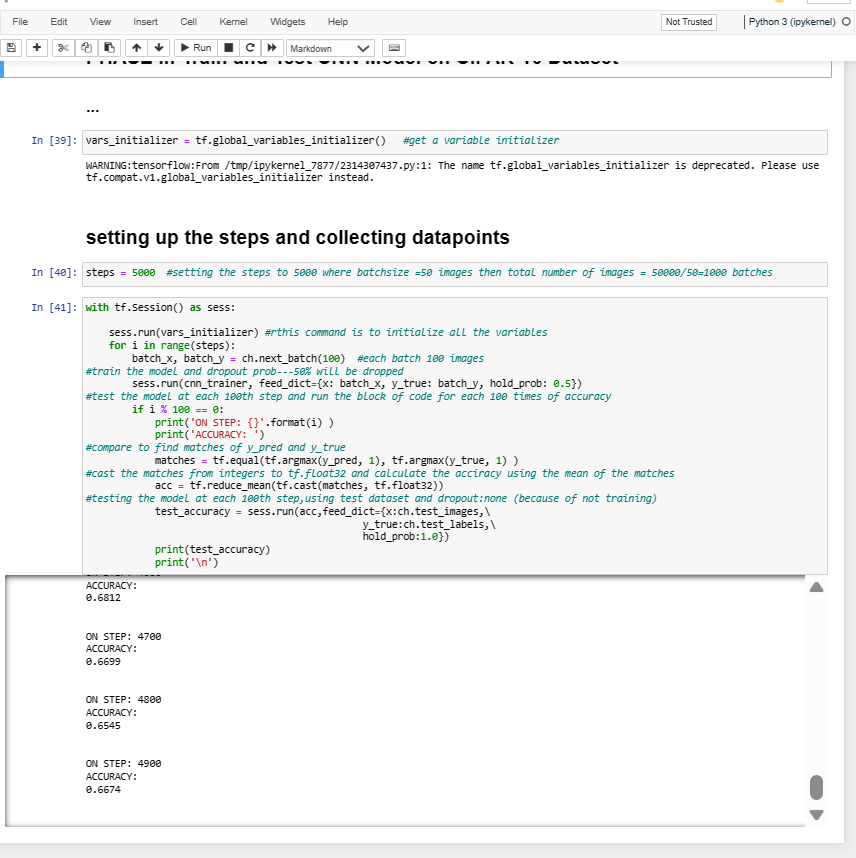 File Edit View Insert Cell Kernel Widgets Help Not Trusted Python 3 (ipykernel)
Run Markdown
PHASE III Train and Test CNN Model on CIFAR-10 Dataset
...
In [39]: vars_initializer = tf.global_variables_initializer()   #get a variable initializer
WARNING:tensorflow:From /tmp/ipykernel_7877/2314307437.py:1: The name tf.global_variables_initializer is deprecated. Please use
tf.compat.v1.global_variables_initializer instead.
setting up the steps and collecting datapoints
In [40]: steps = 5000  #setting the steps to 5000 where batchsize =50 images then total number of images = 50000/50=1000 batches
In [41]: with tf.Session() as sess:
sess.run(vars_initializer) #rthis command is to initialize all the variables
for i in range(steps):
batch_x, batch_y = ch.next_batch(100)  #each batch 100 images
#train the model and dropout prob---50% will be dropped
sess.run(cnn_trainer, feed_dict={x: batch_x, y_true: batch_y, hold_prob: 0.5})
#test the model at each 100th step and run the block of code for each 100 times of accuracy
if i % 100 == 0:
print('ON STEP: {}'.format(i) )
print('ACCURACY: ')
#compare to find matches of y_pred and y_true
matches = tf.equal(tf.argmax(y_pred, 1), tf.argmax(y_true, 1) )
#cast the matches from integers to tf.float32 and calculate the acciracy using the mean of the matches
acc = tf.reduce_mean(tf.cast(matches, tf.float32))
#testing the model at each 100th step,using test dataset and dropout:none (because of not training)
test_accuracy = sess.run(acc,feed_dict={x:ch.test_images,\
y_true:ch.test_labels,\
hold_prob:1.0})
print(test_accuracy)
print('\n')
ACCURACY:
0.6812
ON STEP: 4700
ACCURACY:
0.6699
ON STEP: 4800
ACCURACY:
0.6545
ON STEP: 4900
ACCURACY:
0.6674